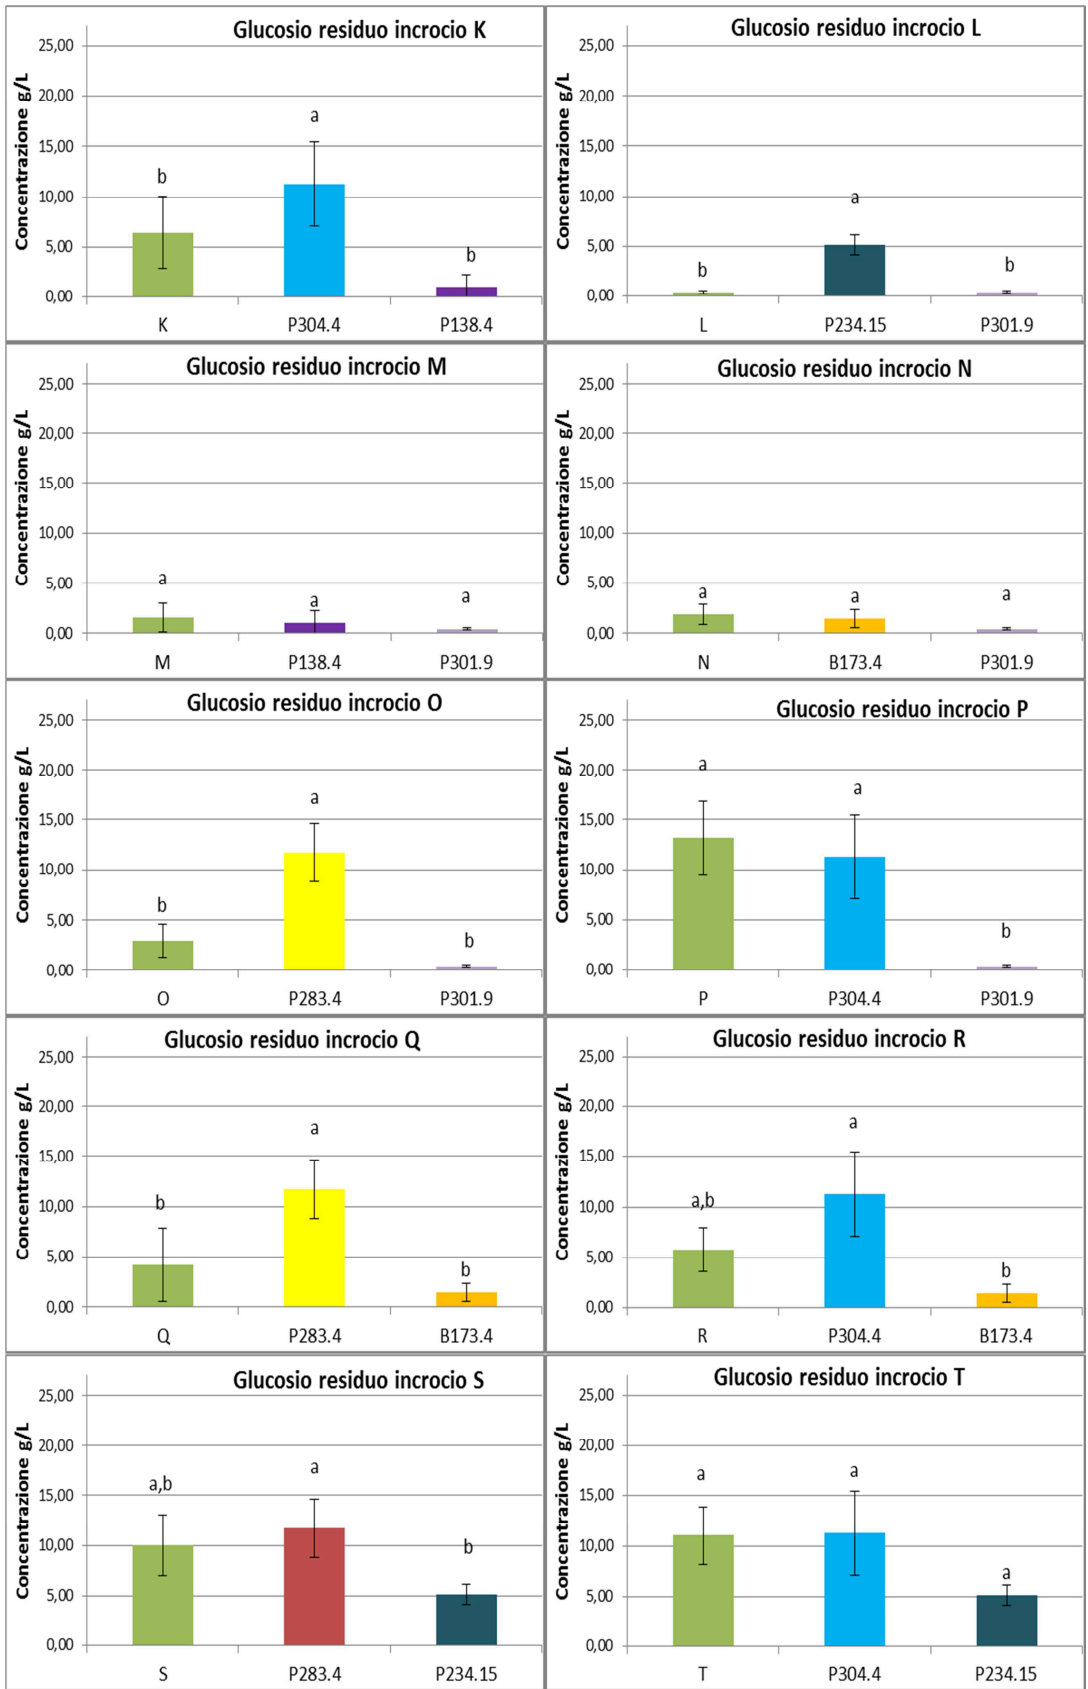 Glucosio residuo incrocio K
Concentrazione g/L
25,00
20,00
15,00
10,00
5,00
0,00
b
a
b
K P304.4 P138.4
Glucosio residuo incrocio L
Concentrazione g/L
25,00
20,00
15,00
10,00
5,00
0,00
b
a
b
L P234.15 P301.9
Glucosio residuo incrocio M
Concentrazione g/L
25,00
20,00
15,00
10,00
5,00
0,00
a
a
a
M P138.4 P301.9
Glucosio residuo incrocio N
Concentrazione g/L
25,00
20,00
15,00
10,00
5,00
0,00
a
a
a
N B173.4 P301.9
Glucosio residuo incrocio O
Concentrazione g/L
25,00
20,00
15,00
10,00
5,00
0,00
b
a
b
O P283.4 P301.9
Glucosio residuo incrocio P
Concentrazione g/L
25,00
20,00
15,00
10,00
5,00
0,00
a
a
b
P P304.4 P301.9
Glucosio residuo incrocio Q
Concentrazione g/L
25,00
20,00
15,00
10,00
5,00
0,00
b
a
b
Q P283.4 B173.4
Glucosio residuo incrocio R
Concentrazione g/L
25,00
20,00
15,00
10,00
5,00
0,00
a,b
a
b
R P304.4 B173.4
Glucosio residuo incrocio S
Concentrazione g/L
25,00
20,00
15,00
10,00
5,00
0,00
a,b
a
b
S P283.4 P234.15
Glucosio residuo incrocio T
Concentrazione g/L
25,00
20,00
15,00
10,00
5,00
0,00
a
a
a
T P304.4 P234.15